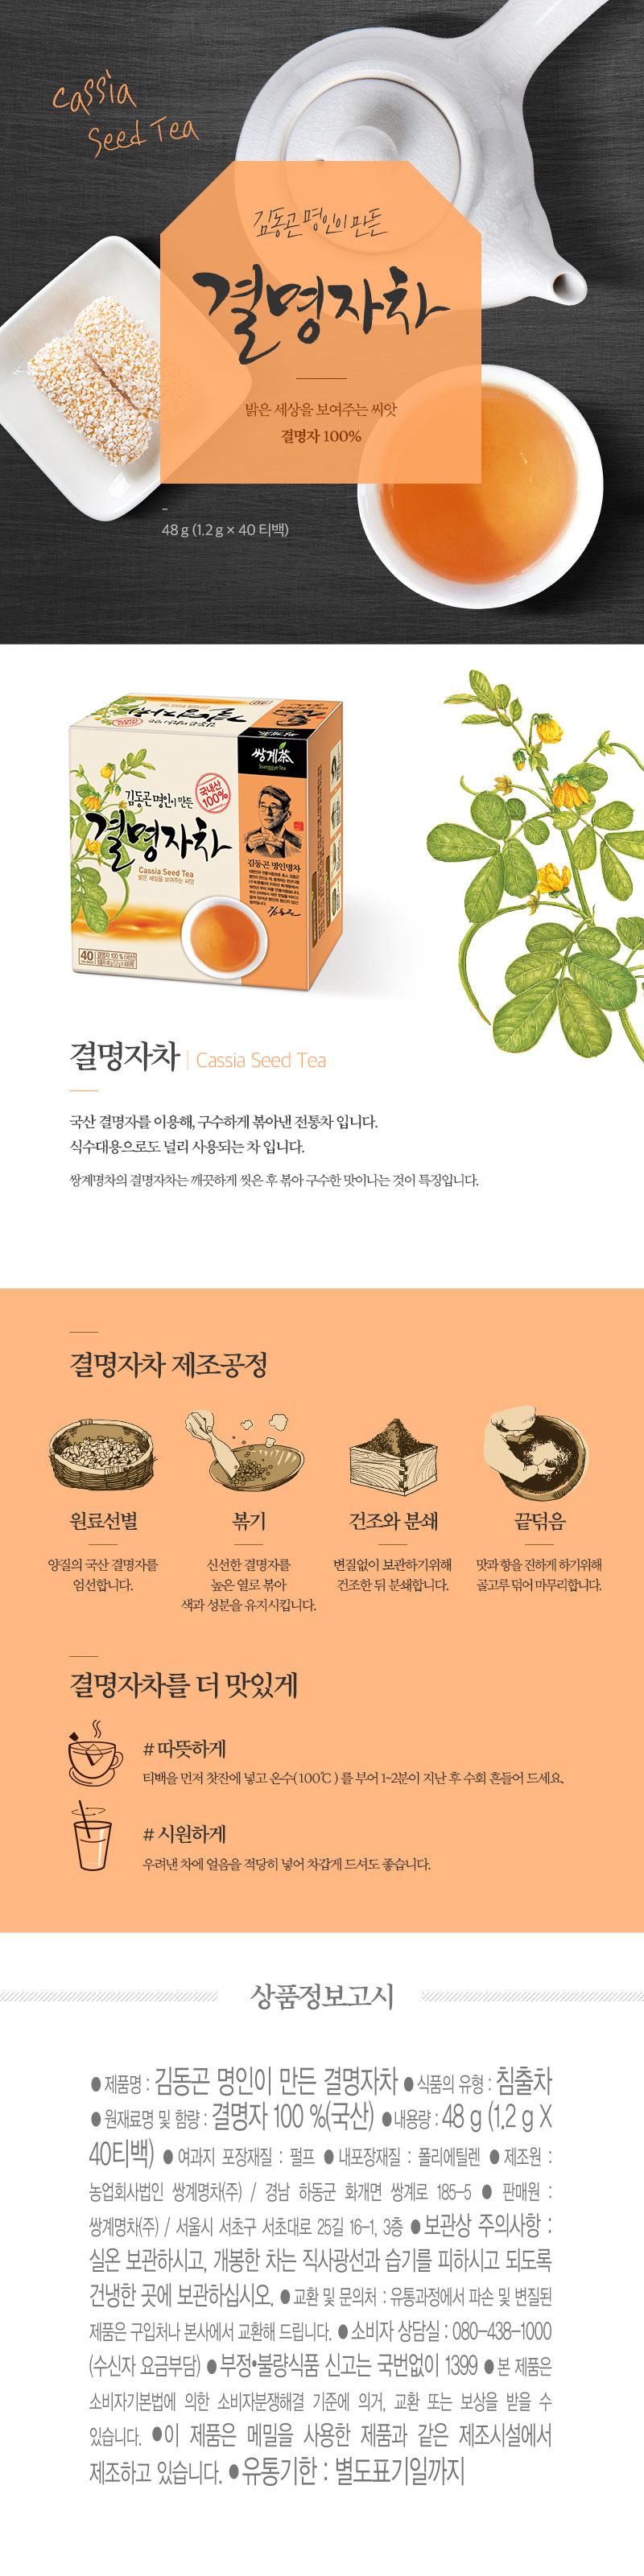 Cassia
Seed Tea
김동곤 명인이 만든
결명자차
밝은 세상을 보여주는 씨앗
결명자 100%
-
48 g (1.2 g × 40 티백)
쌍계茶
Ssanggye Tea
김동곤 명인이 만든
국내산
100%
결명자차
Cassia Seed Tea
밝은 세상을 보여주는 씨앗
김동곤 명인명차
40
결명자차 | Cassia Seed Tea
국산 결명자를 이용해, 구수하게 볶아낸 전통차 입니다.
식수대용으로도 널리 사용되는 차 입니다.
쌍계명차의 결명자차는 깨끗하게 씻은 후 볶아 구수한 맛이나는 것이 특징입니다.
결명자차 제조공정
원료선별
양질의 국산 결명자를
엄선합니다.
볶기
신선한 결명자를
높은 열로 볶아
색과 성분을 유지시킵니다.
건조와 분쇄
변질없이 보관하기위해
건조한 뒤 분쇄합니다.
끝덖음
맛과 향을 진하게 하기위해
골고루 덖어 마무리합니다.
결명자차를 더 맛있게
# 따뜻하게
티백을 먼저 찻잔에 넣고 온수( 100℃ ) 를 부어 1~2분이 지난 후 수회 흔들어 드세요.
# 시원하게
우려낸 차에 얼음을 적당히 넣어 차갑게 드셔도 좋습니다.
상품정보고시
● 제품명 : 김동곤 명인이 만든 결명자차 ● 식품의 유형 : 침출차
● 원재료명 및 함량 : 결명자 100 %(국산) ● 내용량 : 48 g (1.2 g X
40티백) ● 여과지 포장재질 : 펄프 ● 내포장재질 : 폴리에틸렌 ● 제조원 :
농업회사법인 쌍계명차(주) / 경남 하동군 화개면 쌍계로 185-5 ● 판매원 :
쌍계명차(주) / 서울시 서초구 서초대로 25길 16-1, 3층 ● 보관상 주의사항 :
실온 보관하시고, 개봉한 차는 직사광선과 습기를 피하시고 되도록
건냉한 곳에 보관하십시오. ● 교환 및 문의처 : 유통과정에서 파손 및 변질된
제품은 구입처나 본사에서 교환해 드립니다. ● 소비자 상담실 : 080-438-1000
(수신자 요금부담) ● 부정•불량식품 신고는 국번없이 1399 ● 본 제품은
소비자기본법에 의한 소비자분쟁해결 기준에 의거, 교환 또는 보상을 받을 수
있습니다. ●이 제품은 메밀을 사용한 제품과 같은 제조시설에서
제조하고 있습니다. ● 유통기한 : 별도표기일까지